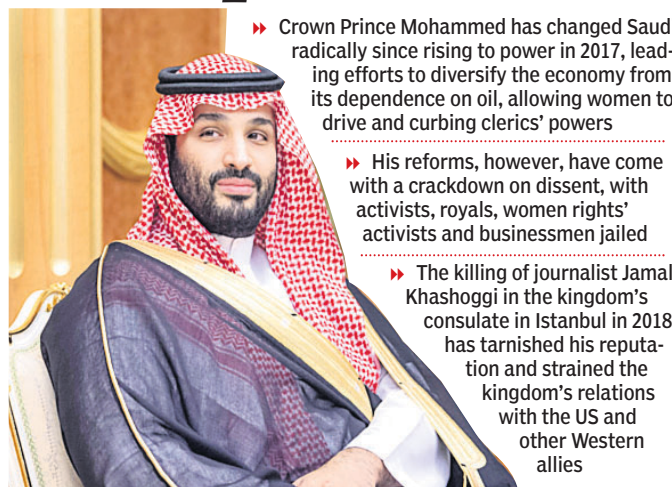 Crown Prince Mohammed has changed Saudi
radically since rising to power in 2017, lead-
ing efforts to diversify the economy from
its dependence on oil, allowing women to
drive and curbing clerics' powers
His reforms, however, have come
with a crackdown on dissent, with
activists, royals, women rights'
activists and businessmen jailed
The killing of journalist Jamal
Khashoggi in the kingdom's
consulate in Istanbul in 2018
has tarnished his reputa-
tion and strained the
kingdom's relations
with the US and
other Western
allies